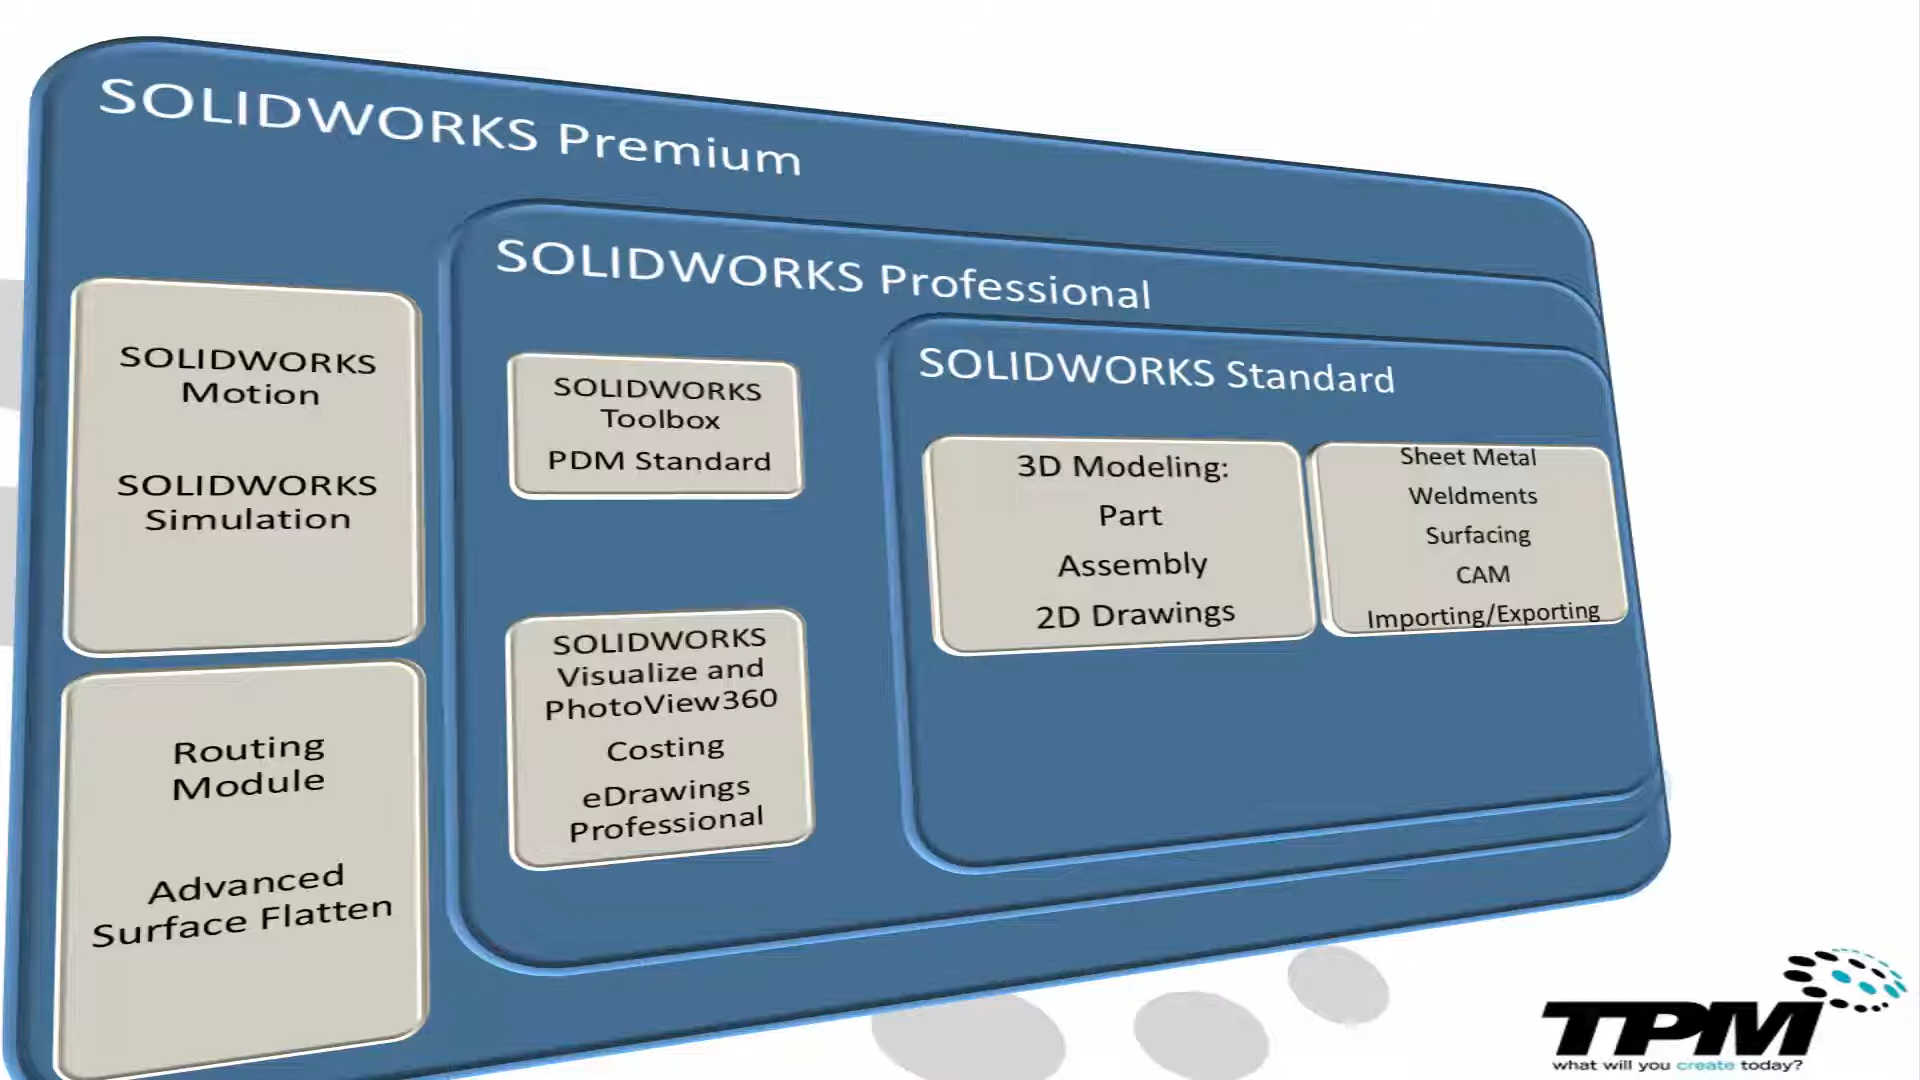 SOLIDWORKS Premium
SOLIDWORKS
Motion
SOLIDWORKS
Simulation
Routing
Module
Advanced
Surface Flatten
SOLIDWORKS Professional
SOLIDWORKS
Toolbox
PDM Standard
SOLIDWORKS
Visualize and
PhotoView360
Costing
eDrawings
Professional
SOLIDWORKS Standard
3D Modeling:
Part
Assembly
2D Drawings
Sheet Metal
Weldments
Surfacing
CAM
Importing/Exporting
TPM
what will you create today?